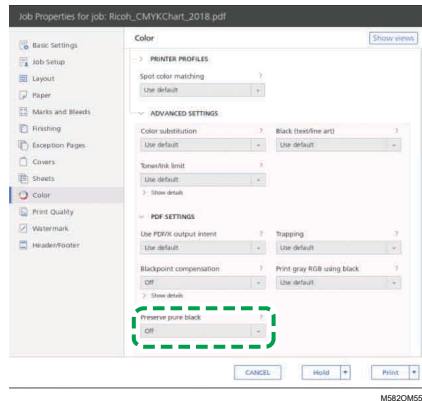 Job Properties for job: Ricoh_CMYKChart_2018.pdf
Basic Settings
Job Setup
Layout
Paper
Marks and Bleeds
Finishing
Exception Pages
Covers
Sheets
Color
Print Quality
Watermark
Header/Footer
Color
Show views
PRINTER PROFILES
Spot color matching ?
Use default
ADVANCED SETTINGS
Color substitution ? Black (text/line art) ?
Use default Use default
Toner/Ink limit ?
Use default
> Show details
PDF SETTINGS
Use PDF/X output intent ? Trapping ?
Use default Use default
Blackpoint compensation ? Print gray RGB using black ?
Off Use default
> Show details
Preserve pure black ?
Off
CANCEL Hold Print
M582OM55